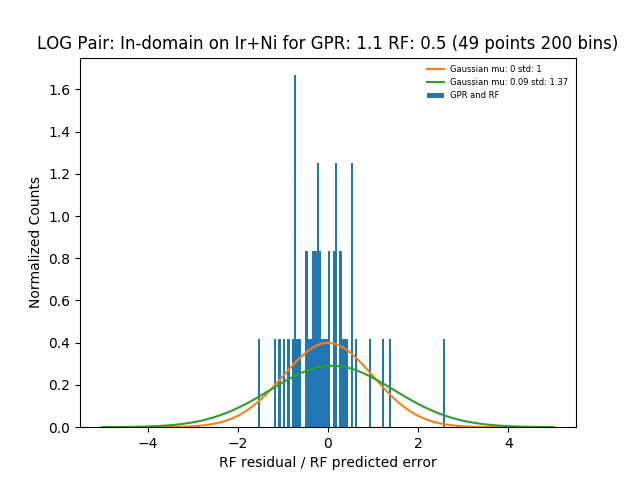 LOG Pair: In-domain on Ir+Ni for GPR: 1.1 RF: 0.5 (49 points 200 bins)
Gaussian mu: 0 std: 1
Gaussian mu: 0.09 std: 1.37
GPR and RF
Normalized Counts
1.6
1.4
1.2
1.0
0.8
0.6
0.4
0.2
0.0
−4 −2 0 2 4
RF residual / RF predicted error